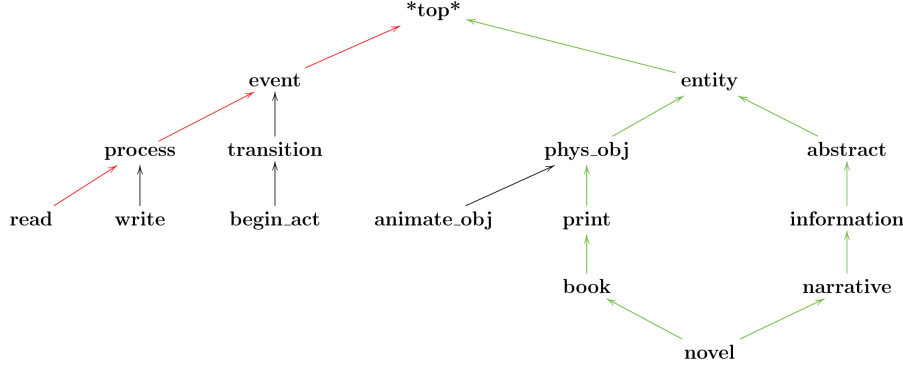 *top*
event entity
process transition phys_obj abstract
read write begin_act animate_obj print information
book narrative
novel